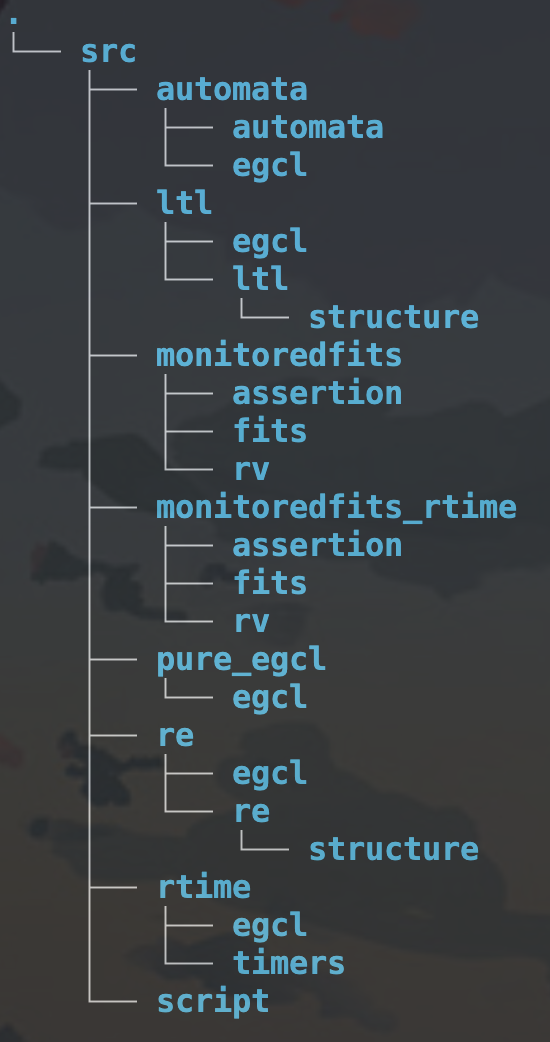 .
└── src
    ├── automata
    │   ├── automata
    │   └── egcl
    ├── ltl
    │   ├── egcl
    │   └── ltl
    │       └── structure
    ├── monitoredfits
    │   ├── assertion
    │   ├── fits
    │   └── rv
    ├── monitoredfits_rtime
    │   ├── assertion
    │   ├── fits
    │   └── rv
    ├── pure_egcl
    │   └── egcl
    ├── re
    │   ├── egcl
    │   └── re
    │       └── structure
    ├── rtime
    │   ├── egcl
    │   └── timers
    └── script